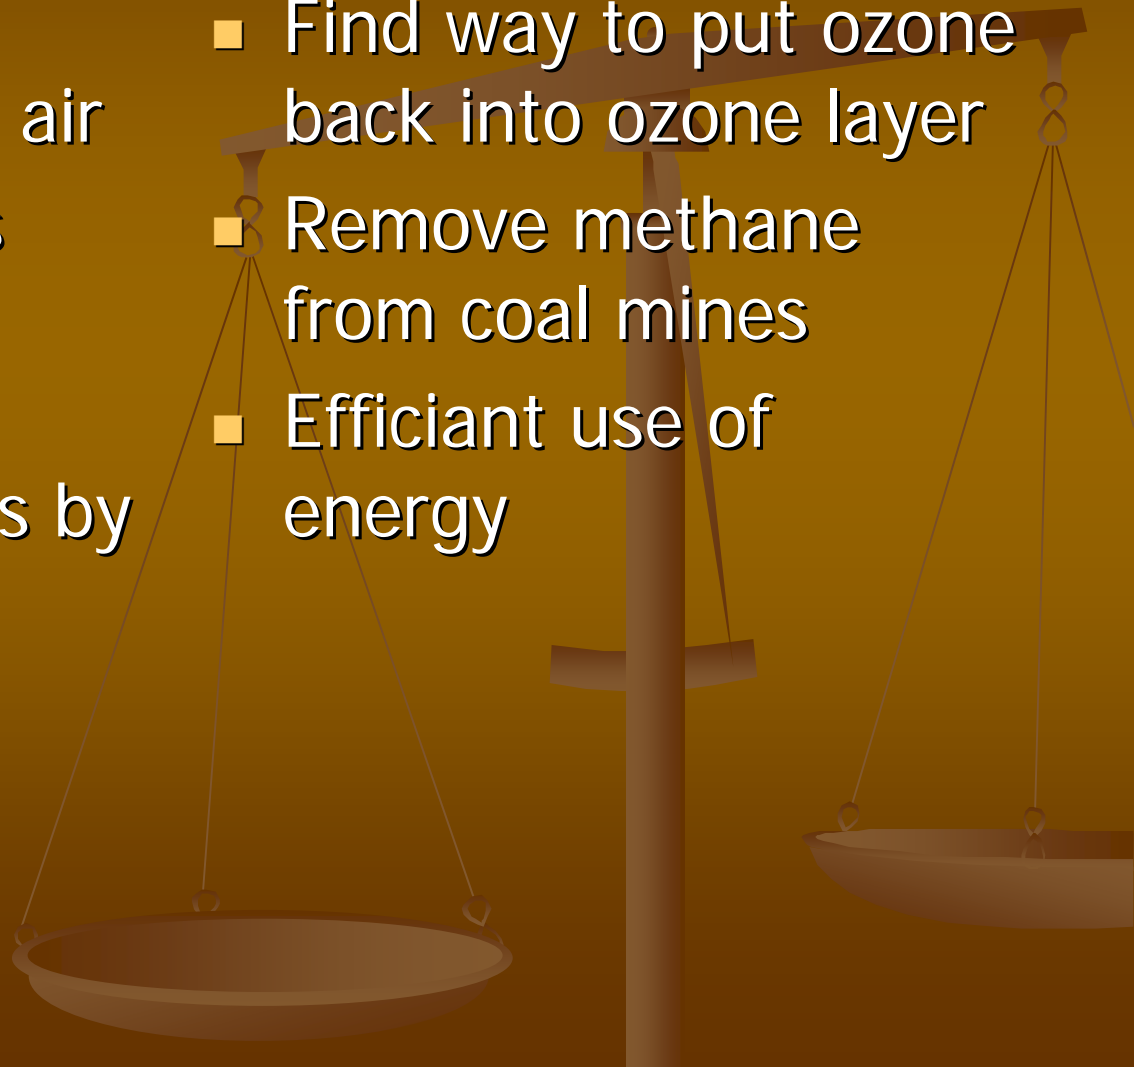 air
s by
Find way to put ozone
back into ozone layer
Remove methane
from coal mines
Efficiant use of
energy